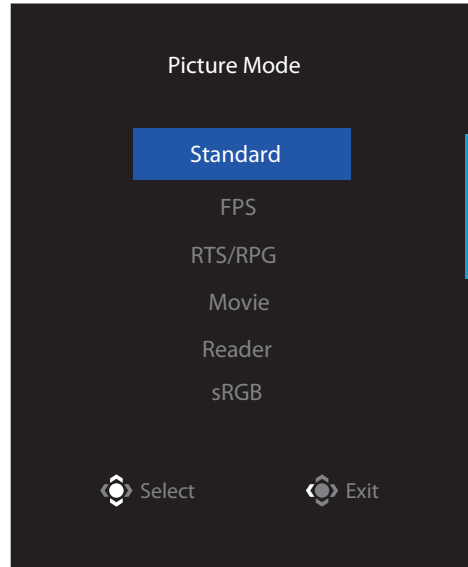 Picture Mode
Standard
FPS
RTS/RPG
Movie
Reader
sRGB
Select Exit